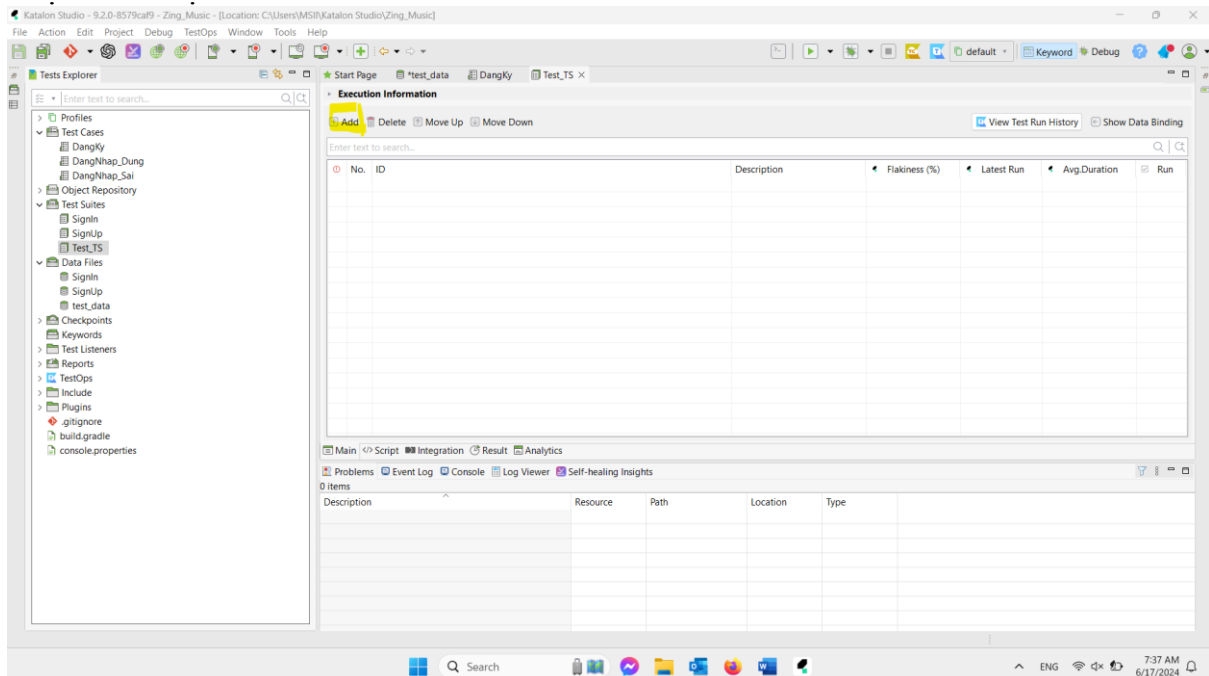 Katalon Studio - 9.2.0-8579caf9 - Zing_Music - [Location: C:\Users\MSII\Katalon Studio\Zing_Music]
File Action Edit Project Debug TestOps Window Tools Help
default
Keyword
Debug
Tests Explorer
Enter text to search...
Profiles
Test Cases
DangKy
DangNhap_Dung
DangNhap_Sai
Object Repository
Test Suites
SignIn
SignUp
Test_TS
Data Files
SignIn
SignUp
test_data
Checkpoints
Keywords
Test Listeners
Reports
TestOps
Include
Plugins
.gitignore
build.gradle
console.properties
Start Page *test_data DangKy Test_TS
Execution Information
Add Delete Move Up Move Down View Test Run History Show Data Binding
Enter text to search...
No. ID Description Flakiness (%) Latest Run Avg.Duration Run
Main Script Integration Result Analytics
Problems Event Log Console Log Viewer Self-healing Insights
0 items
Description Resource Path Location Type
Search
ENG
7:37 AM
6/17/2024